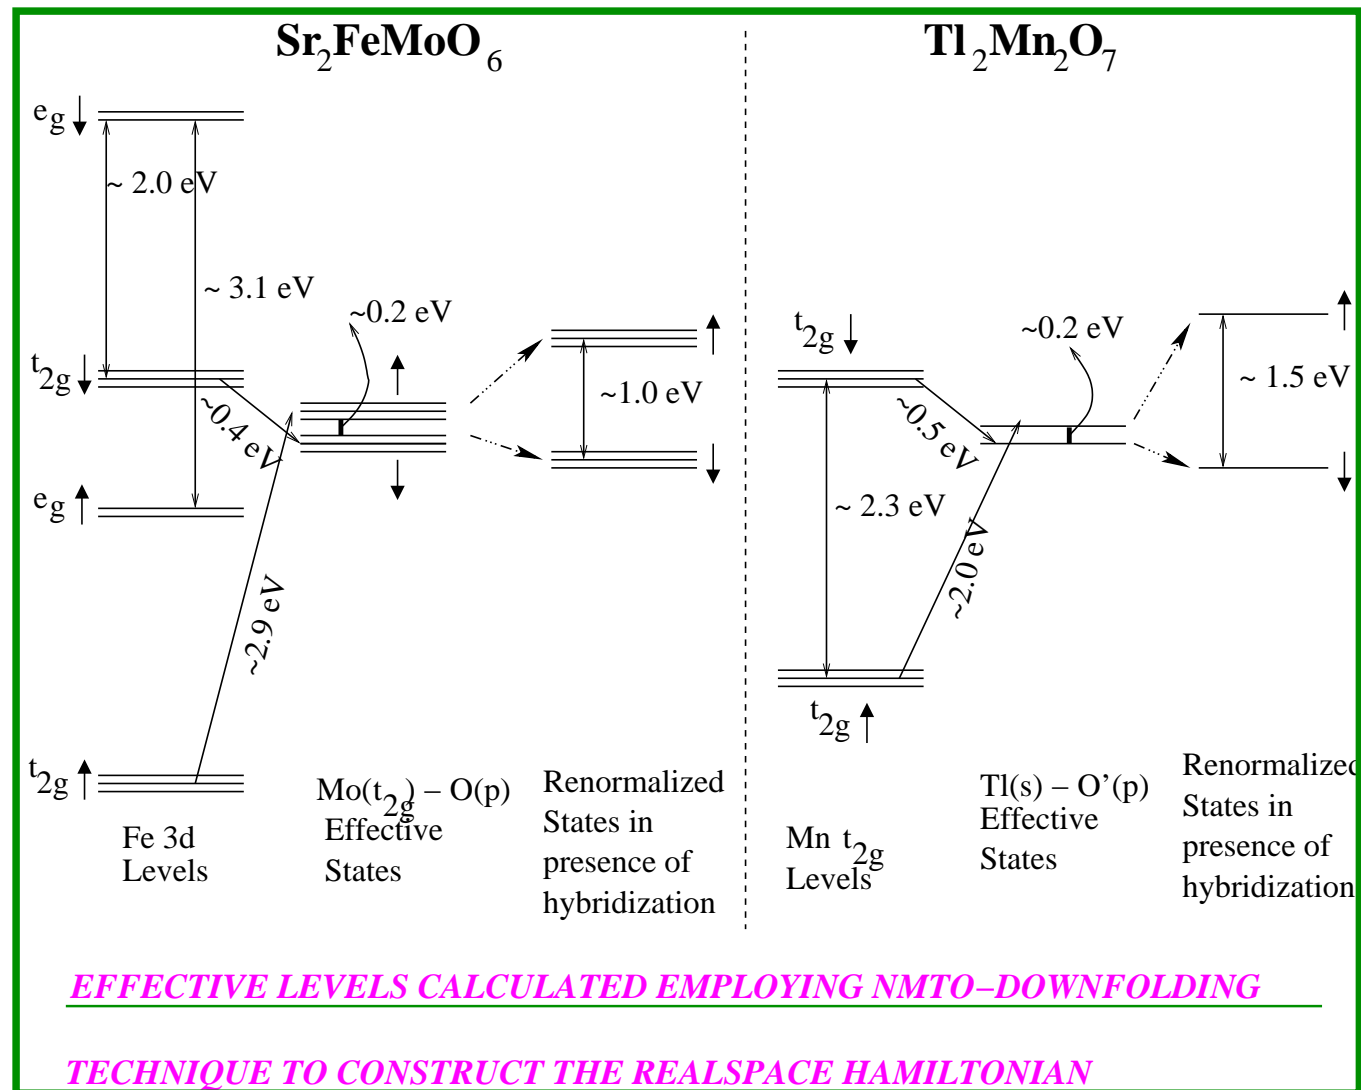 Sr2FeMoO6
e g
~ 2.0 eV
~ 3.1 eV
~0.2 eV
t2g
~0.4 eV
~1.0 eV
e g
~2.9 eV
t2g
Fe 3d
Levels
Mo(t2g) – O(p)
Effective
States
Renormalized
States in
presence of
hybridization
Tl2Mn2O7
t2g
~0.2 eV
~0.5 eV
~ 1.5 eV
~ 2.3 eV
~2.0 eV
t2g
Mn t2g
Levels
Tl(s) – O’(p)
Effective
States
Renormalized
States in
presence of
hybridization
EFFECTIVE LEVELS CALCULATED EMPLOYING NMTO–DOWNFOLDING
TECHNIQUE TO CONSTRUCT THE REALSPACE HAMILTONIAN